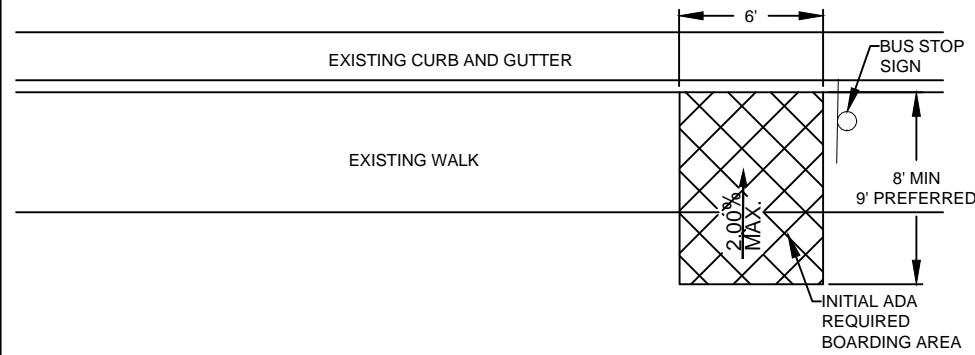 6'
BUS STOP
SIGN
EXISTING CURB AND GUTTER
EXISTING WALK
8' MIN
9' PREFERRED
2.00%
MAX.
INITIAL ADA
REQUIRED
BOARDING AREA